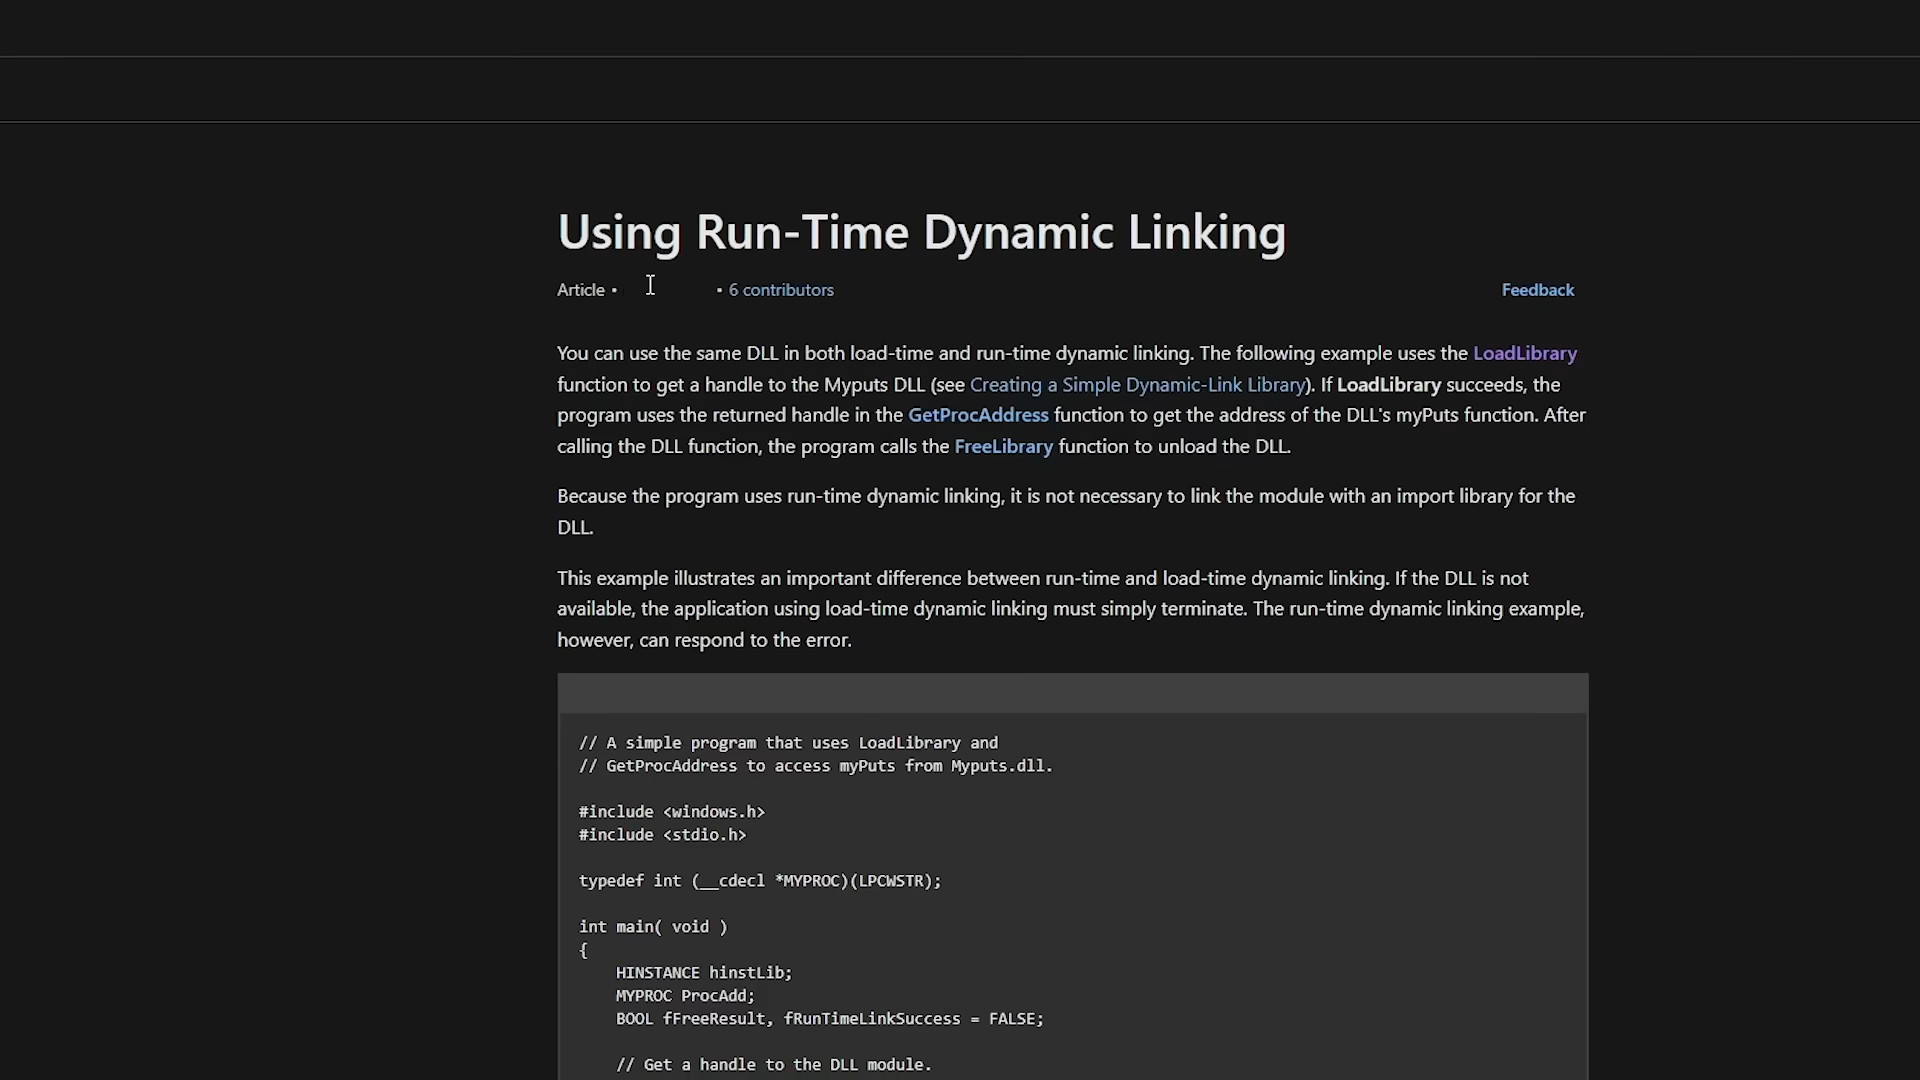 Using Run-Time Dynamic Linking
Article • • 6 contributors Feedback
You can use the same DLL in both load-time and run-time dynamic linking. The following example uses the LoadLibrary
function to get a handle to the Myputs DLL (see Creating a Simple Dynamic-Link Library). If LoadLibrary succeeds, the
program uses the returned handle in the GetProcAddress function to get the address of the DLL's myPuts function. After
calling the DLL function, the program calls the FreeLibrary function to unload the DLL.
Because the program uses run-time dynamic linking, it is not necessary to link the module with an import library for the
DLL.
This example illustrates an important difference between run-time and load-time dynamic linking. If the DLL is not
available, the application using load-time dynamic linking must simply terminate. The run-time dynamic linking example,
however, can respond to the error.
// A simple program that uses LoadLibrary and
// GetProcAddress to access myPuts from Myputs.dll.
#include <windows.h>
#include <stdio.h>
typedef int (__cdecl *MYPROC)(LPCWSTR);
int main( void )
{
HINSTANCE hinstLib;
MYPROC ProcAdd;
BOOL fFreeResult, fRunTimeLinkSuccess = FALSE;
// Get a handle to the DLL module.